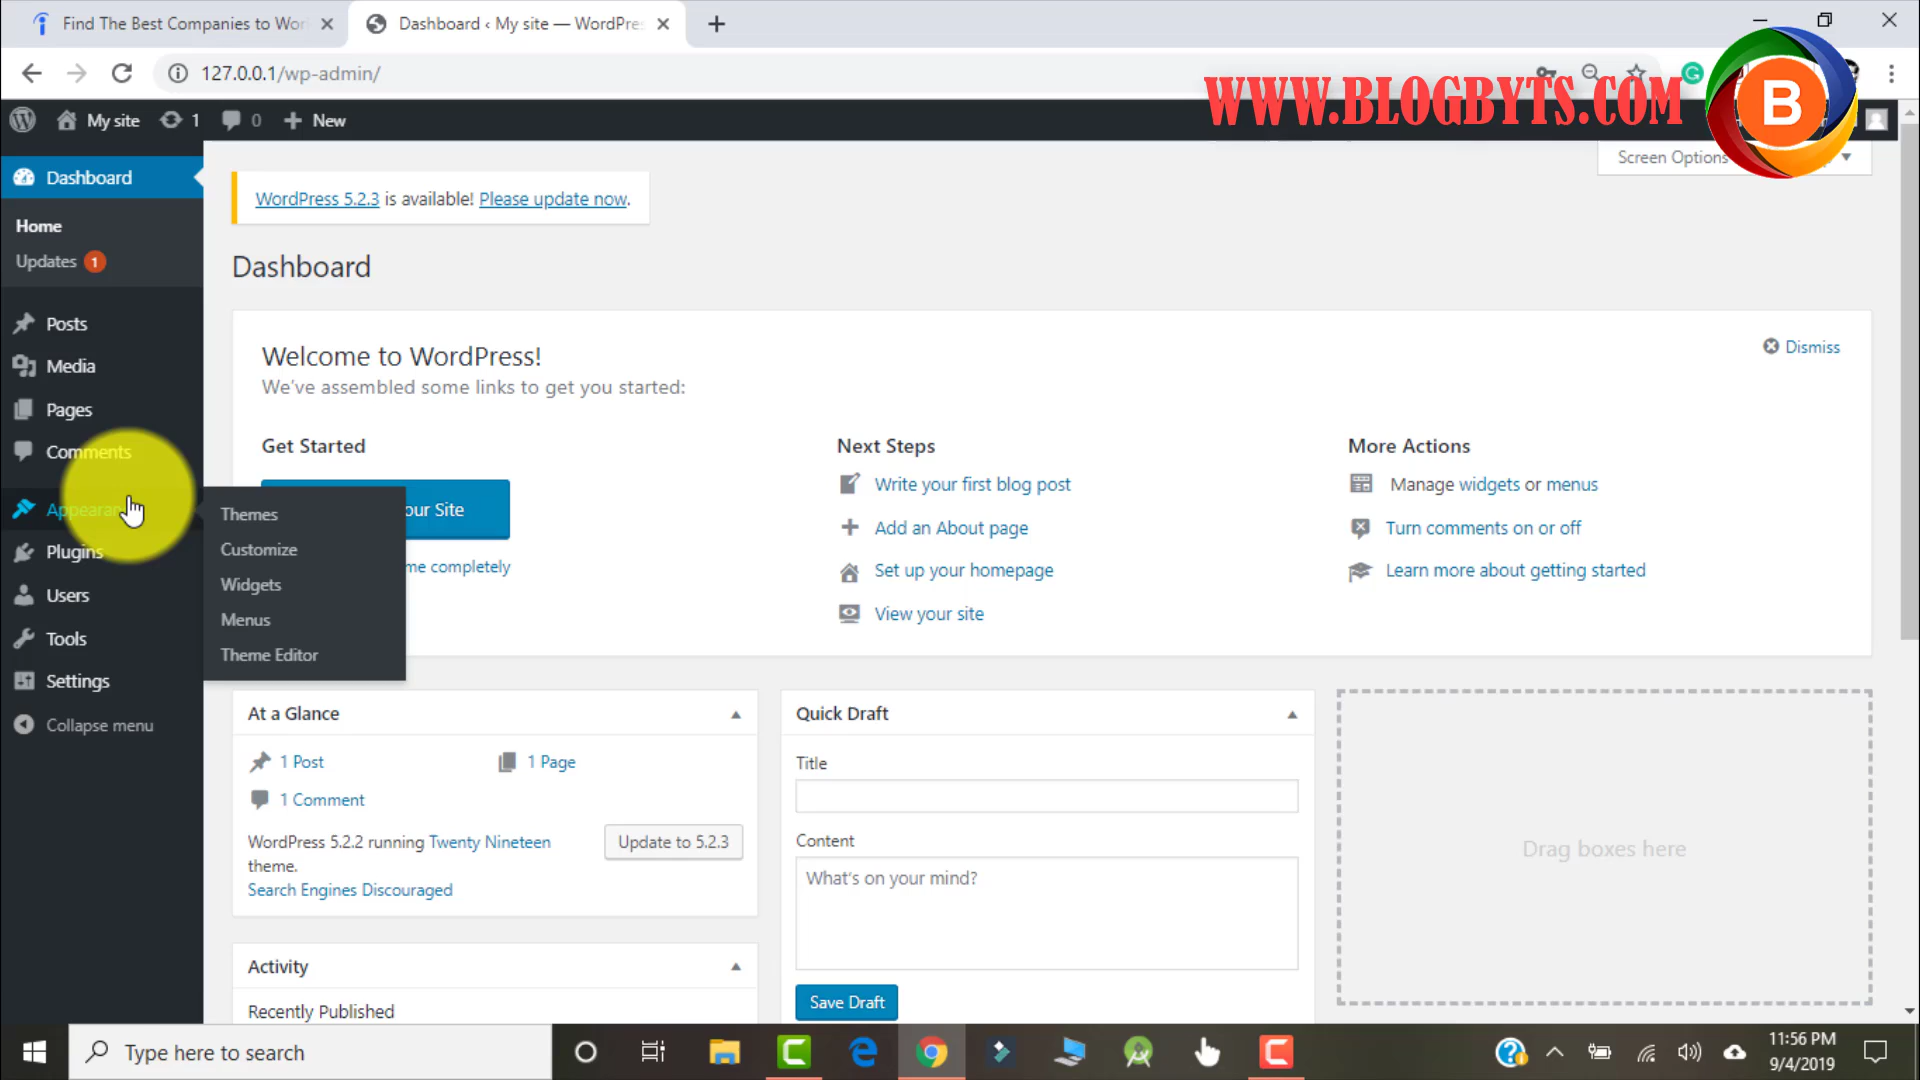 Find The Best Companies to Wor
Dashboard ‹ My site — WordPre
127.0.0.1/wp-admin/
WWW.BLOGBYTS.COM
B
My site
1
0
New
Screen Options
Dashboard
Home
Updates 1
Posts
Media
Pages
Comments
Appearan
Plugins
Users
Tools
Settings
Collapse menu
Themes
Customize
Widgets
Menus
Theme Editor
WordPress 5.2.3 is available! Please update now.
Dashboard
Welcome to WordPress!
We've assembled some links to get you started:
Dismiss
Get Started
our Site
me completely
Next Steps
Write your first blog post
Add an About page
Set up your homepage
View your site
More Actions
Manage widgets or menus
Turn comments on or off
Learn more about getting started
At a Glance
1 Post
1 Page
1 Comment
WordPress 5.2.2 running Twenty Nineteen
theme.
Update to 5.2.3
Search Engines Discouraged
Activity
Recently Published
Quick Draft
Title
Content
What's on your mind?
Save Draft
Drag boxes here
Type here to search
11:56 PM
9/4/2019